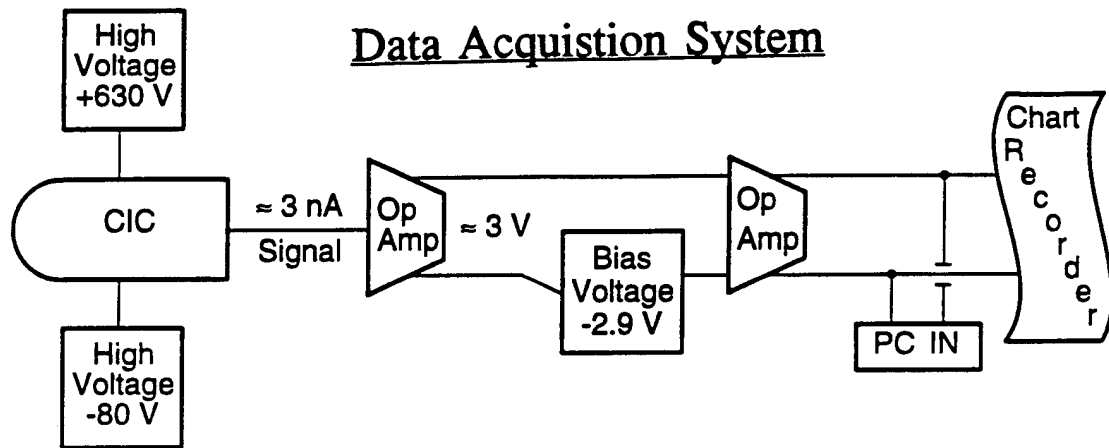 Data Acquistion System
High
Voltage
+630 V
CIC
≈ 3 nA
Signal
High
Voltage
-80 V
Op
Amp
≈ 3 V
Bias
Voltage
-2.9 V
Op
Amp
PC IN
Chart
Recorder